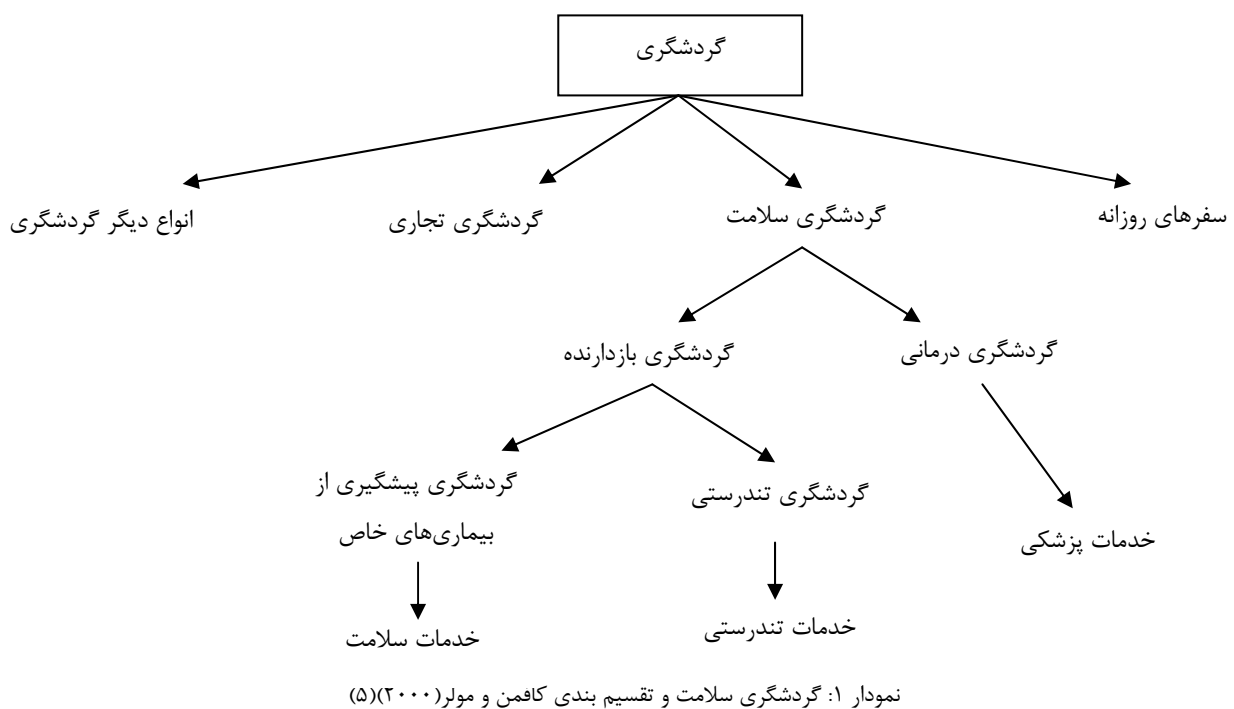 گردشگری
سفرهای روزانه
گردشگری سلامت
گردشگری تجاری
انواع دیگر گردشگری
گردشگری درمانی
گردشگری بازدارنده
خدمات پزشکی
گردشگری تندرستی
گردشگری پیشگیری از
بیماری‌های خاص
خدمات تندرستی
خدمات سلامت
نمودار ۱: گردشگری سلامت و تقسیم بندی کافمن و مولر(۲۰۰۰)(۵)